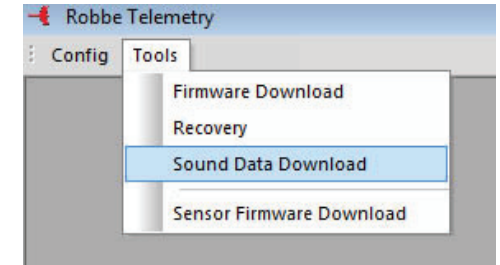 Robbe Telemetry
Config Tools
Firmware Download
Recovery
Sound Data Download
Sensor Firmware Download